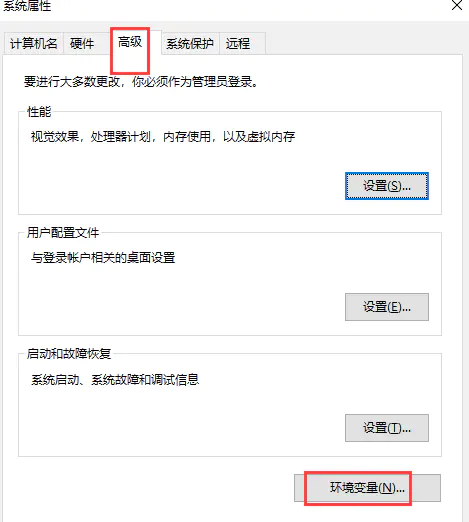 系统属性
计算机名 硬件 高级 系统保护 远程
要进行大多数更改，你必须作为管理员登录。
性能
视觉效果，处理器计划，内存使用，以及虚拟内存
设置(S)...
用户配置文件
与登录帐户相关的桌面设置
设置(E)...
启动和故障恢复
系统启动、系统故障和调试信息
设置(T)...
环境变量(N)...